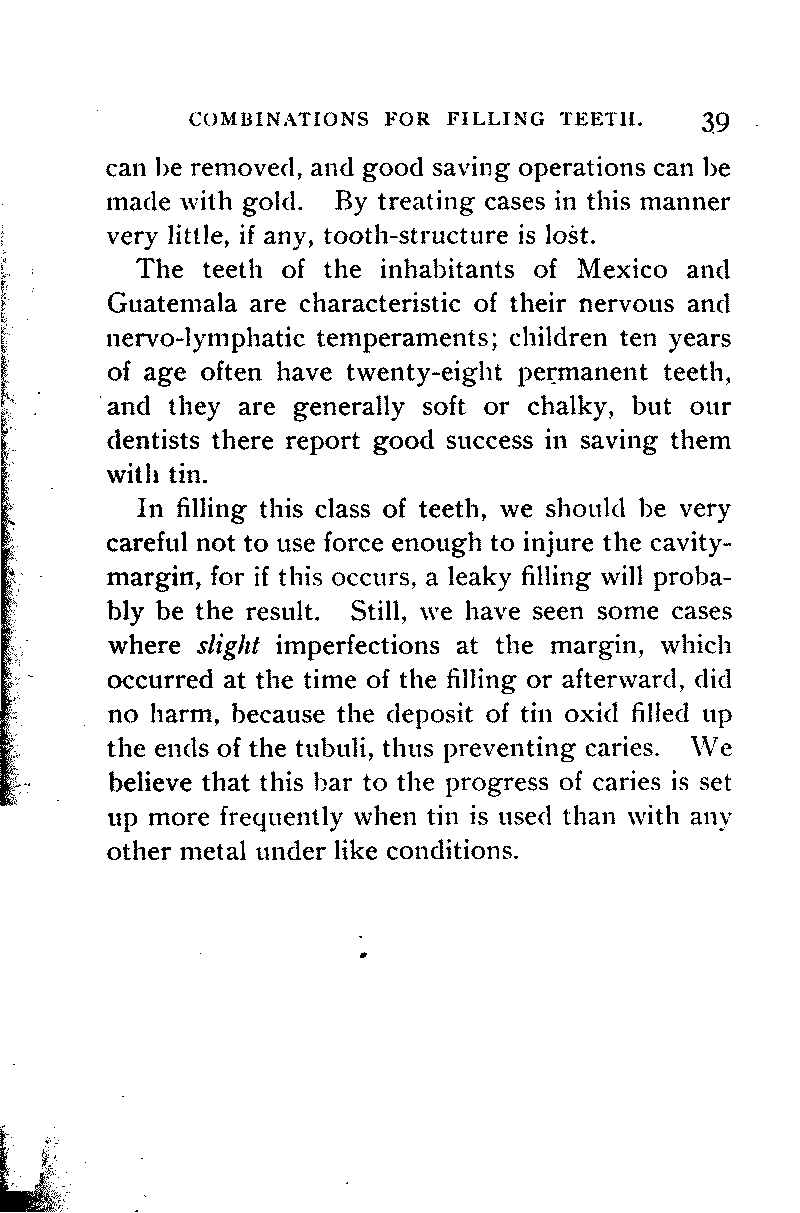 COMBINATIONS FOR FILLING TEETH. 39
can be removed, and good saving operations can be
made with gold. By treating cases in this manner
very little, if any, tooth-structure is lost.
The teeth of the inhabitants of Mexico and
Guatemala are characteristic of their nervous and
nervo-lymphatic temperaments; children ten years
of age often have twenty-eight permanent teeth,
and they are generally soft or chalky, but our
dentists there report good success in saving them
with tin.
In filling this class of teeth, we should be very
careful not to use force enough to injure the cavity-
margin, for if this occurs, a leaky filling will proba-
bly be the result. Still, we have seen some cases
where slight imperfections at the margin, which
occurred at the time of the filling or afterward, did
no harm, because the deposit of tin oxid filled up
the ends of the tubuli, thus preventing caries. We
believe that this bar to the progress of caries is set
up more frequently when tin is used than with any
other metal under like conditions.